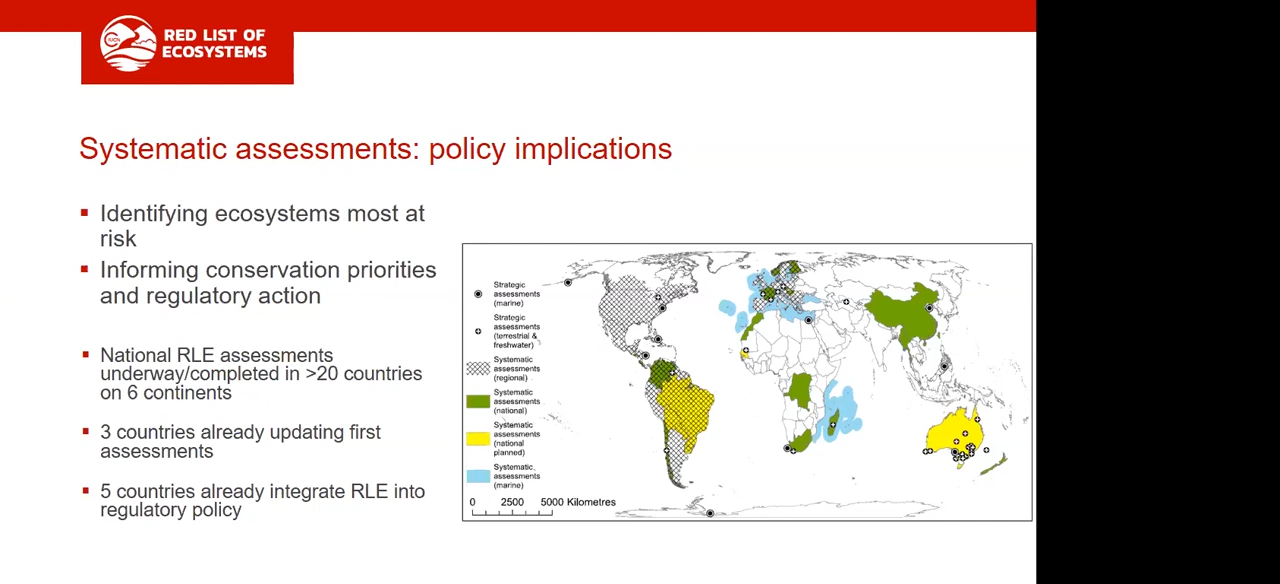 IUCN
RED LIST OF
ECOSYSTEMS
Systematic assessments: policy implications
Identifying ecosystems most at
risk
Informing conservation priorities
and regulatory action
National RLE assessments
underway/completed in >20 countries
on 6 continents
3 countries already updating first
assessments
5 countries already integrate RLE into
regulatory policy
Strategic
assessments
(marine)
Strategic
assessments
(terrestrial &
freshwater)
Systematic
assessments
(regional)
Systematic
assessments
(national)
Systematic
assessments
(national
planned)
Systematic
assessments
(marine)
0 2500 5000 Kilometres